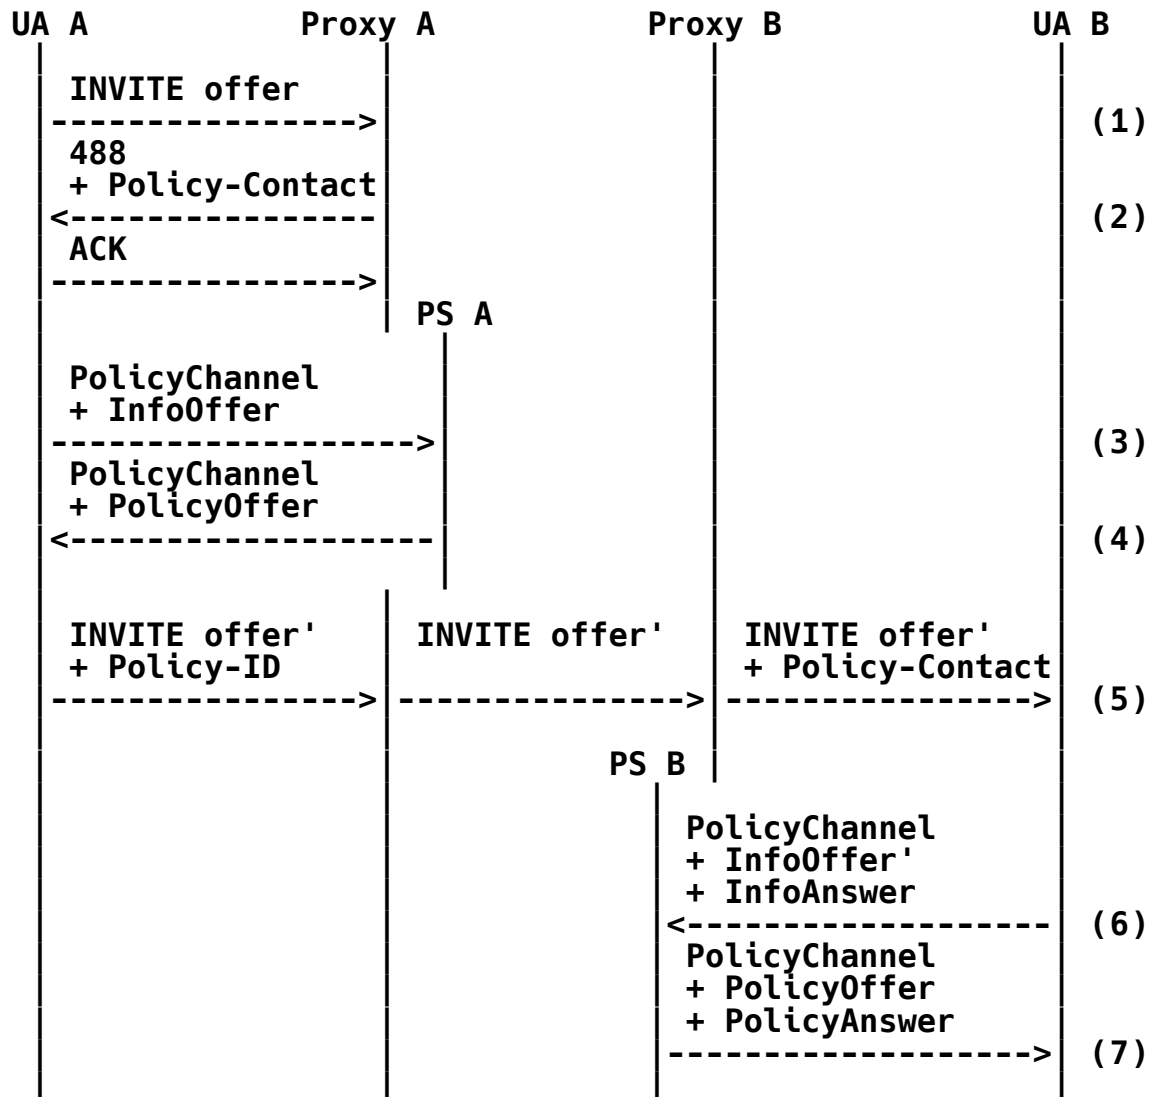 UA A Proxy A Proxy B UA B
INVITE offer
---------------->  (1)
488
+ Policy-Contact
<----------------  (2)
ACK
---------------->
PS A
PolicyChannel
+ InfoOffer
------------------->  (3)
PolicyChannel
+ PolicyOffer
<-------------------  (4)
INVITE offer' INVITE offer' INVITE offer'
+ Policy-ID + Policy-Contact
----------------> ---------------> ---------------->  (5)
PS B
PolicyChannel
+ InfoOffer'
+ InfoAnswer
<-------------------  (6)
PolicyChannel
+ PolicyOffer
+ PolicyAnswer
------------------->  (7)